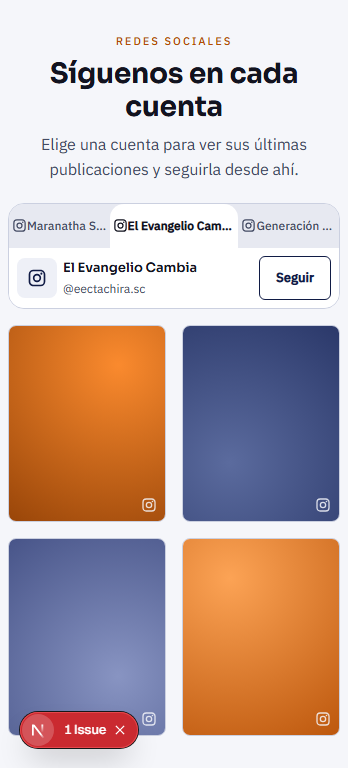 REDES SOCIALES
Síguenos en cada
cuenta
Elige una cuenta para ver sus últimas
publicaciones y seguirla desde ahí.
Maranatha S... El Evangelio Cam... Generación ...
El Evangelio Cambia
@eectachira.sc
Seguir
N 1 Issue